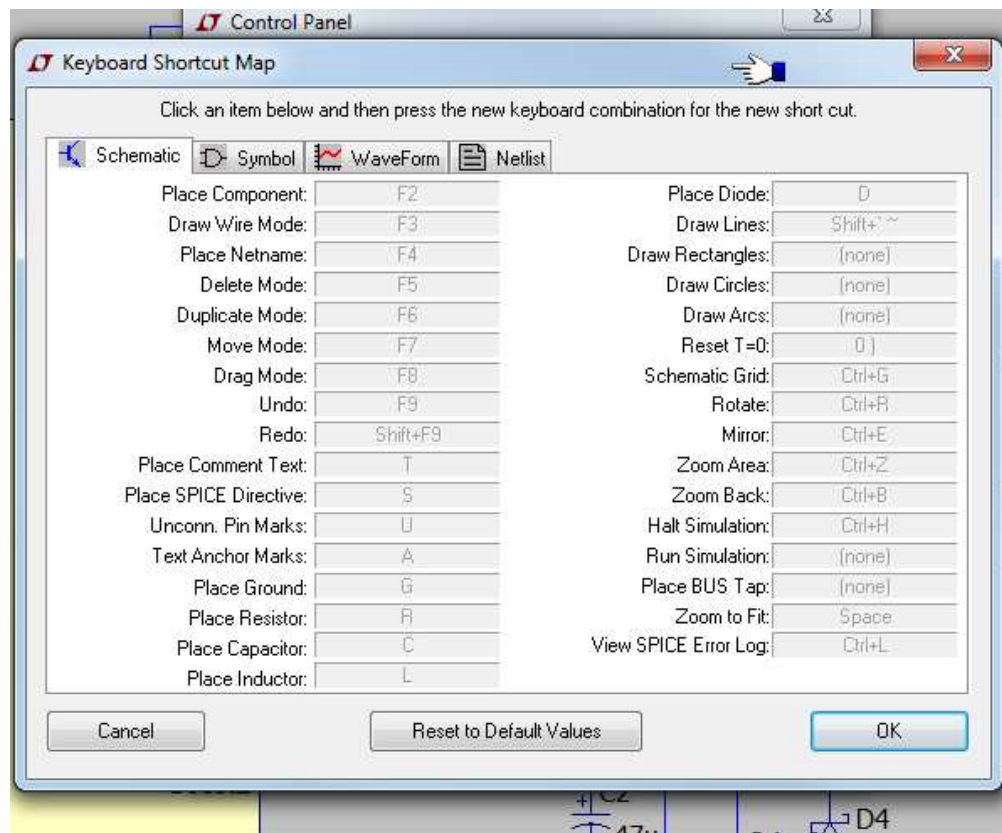 Control Panel
Keyboard Shortcut Map
Click an item below and then press the new keyboard combination for the new short cut.
Schematic Symbol WaveForm Netlist
Place Component: F2
Draw Wire Mode: F3
Place Netname: F4
Delete Mode: F5
Duplicate Mode: F6
Move Mode: F7
Drag Mode: F8
Undo: F9
Redo: Shift+F9
Place Comment Text: T
Place SPICE Directive: S
Unconn. Pin Marks: U
Text Anchor Marks: A
Place Ground: G
Place Resistor: R
Place Capacitor: C
Place Inductor: L
Place Diode: D
Draw Lines: Shift+` ~
Draw Rectangles: (none)
Draw Circles: (none)
Draw Arcs: (none)
Reset T=0: 0 )
Schematic Grid: Ctrl+G
Rotate: Ctrl+R
Mirror: Ctrl+E
Zoom Area: Ctrl+Z
Zoom Back: Ctrl+B
Halt Simulation: Ctrl+H
Run Simulation: (none)
Place BUS Tap: (none)
Zoom to Fit: Space
View SPICE Error Log: Ctrl+L
Cancel Reset to Default Values OK
C2
D4